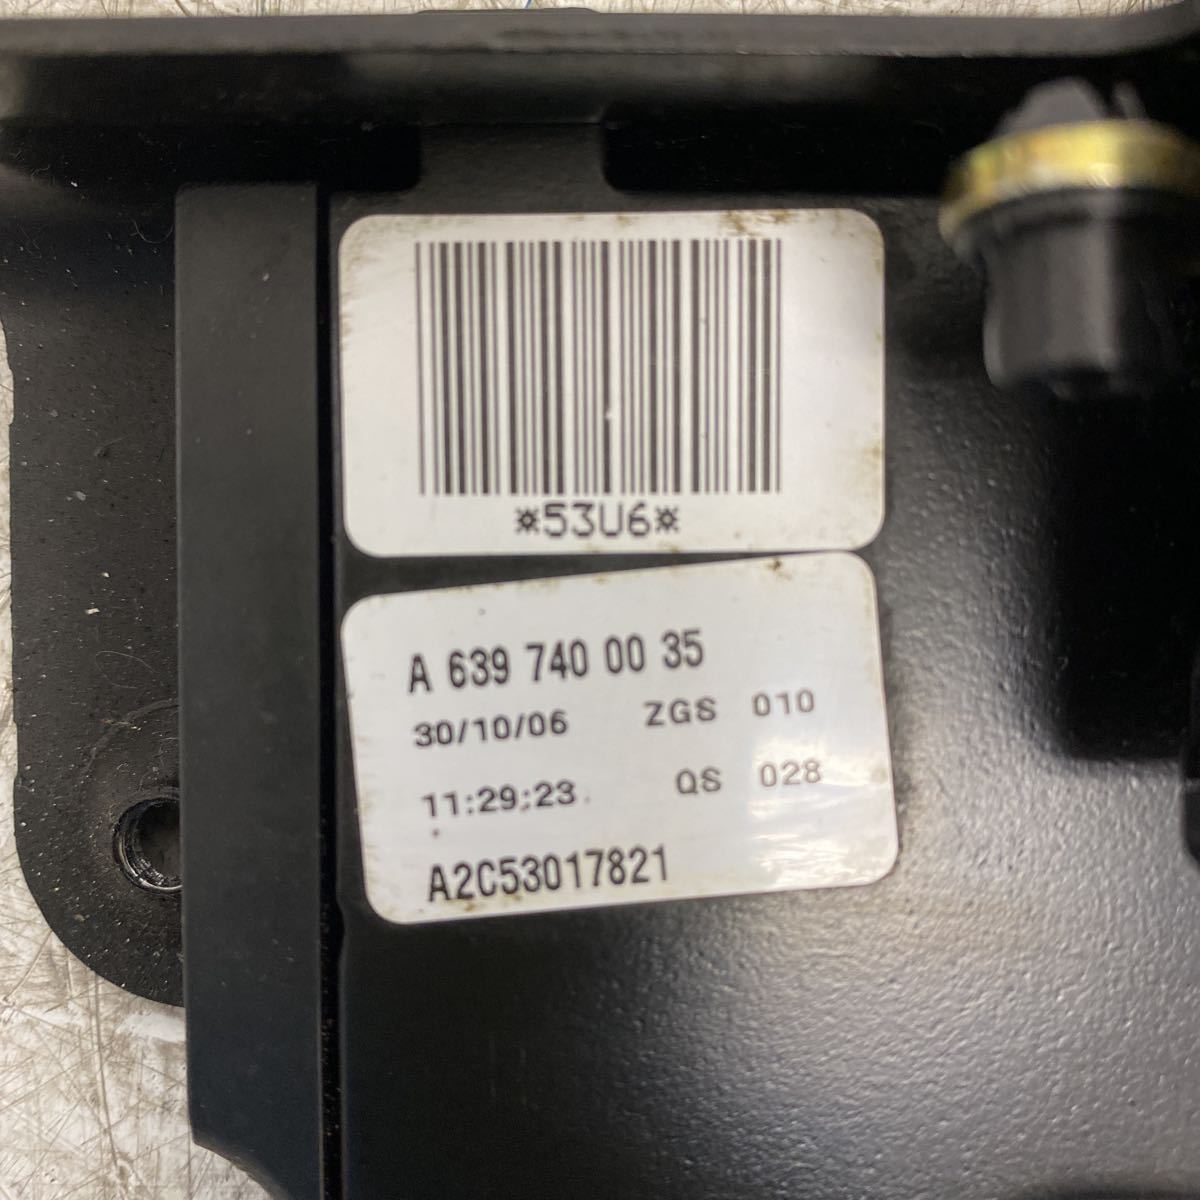 *53U6*
A 639 740 00 35
30/10/06 ZGS 010
11:29;23 QS 028
A2C53017821